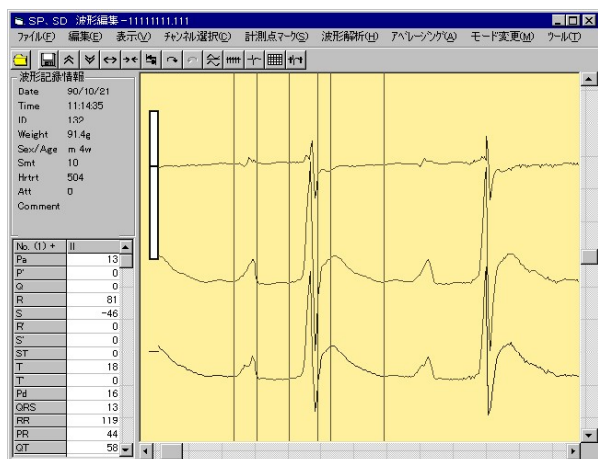 SP, SD 波形編集-11111111.111
ファイル(F) 編集(E) 表示(V) チャンネル選択(C) 計測点マーク(S) 波形解析(H) アベレージング(A) モード変更(M) ツール(T)
波形記録情報
Date 90/10/21
Time 11:14:35
ID 132
Weight 91.4g
Sex/Age m 4w
Smt 10
Hrtrt 504
Att 0
Comment
No. (1) + II
Pa 13
P' 0
Q 0
R 81
S -46
R' 0
S' 0
ST 0
T 18
T' 0
Pd 16
QRS 13
RR 119
PR 44
QT 58